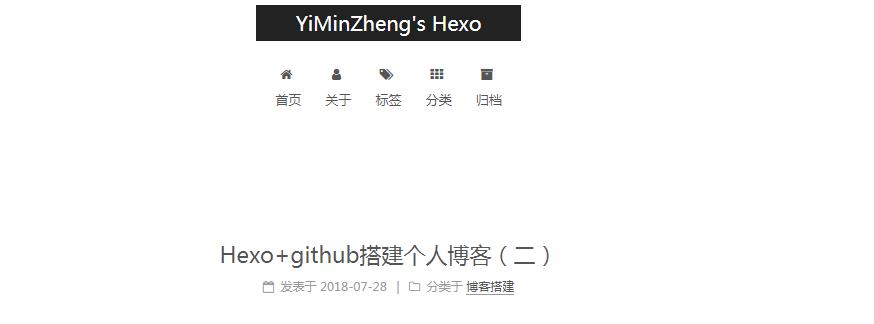 YiMinZheng's Hexo
首页 关于 标签 分类 归档
Hexo+github搭建个人博客（二）
发表于 2018-07-28 | 分类于 博客搭建